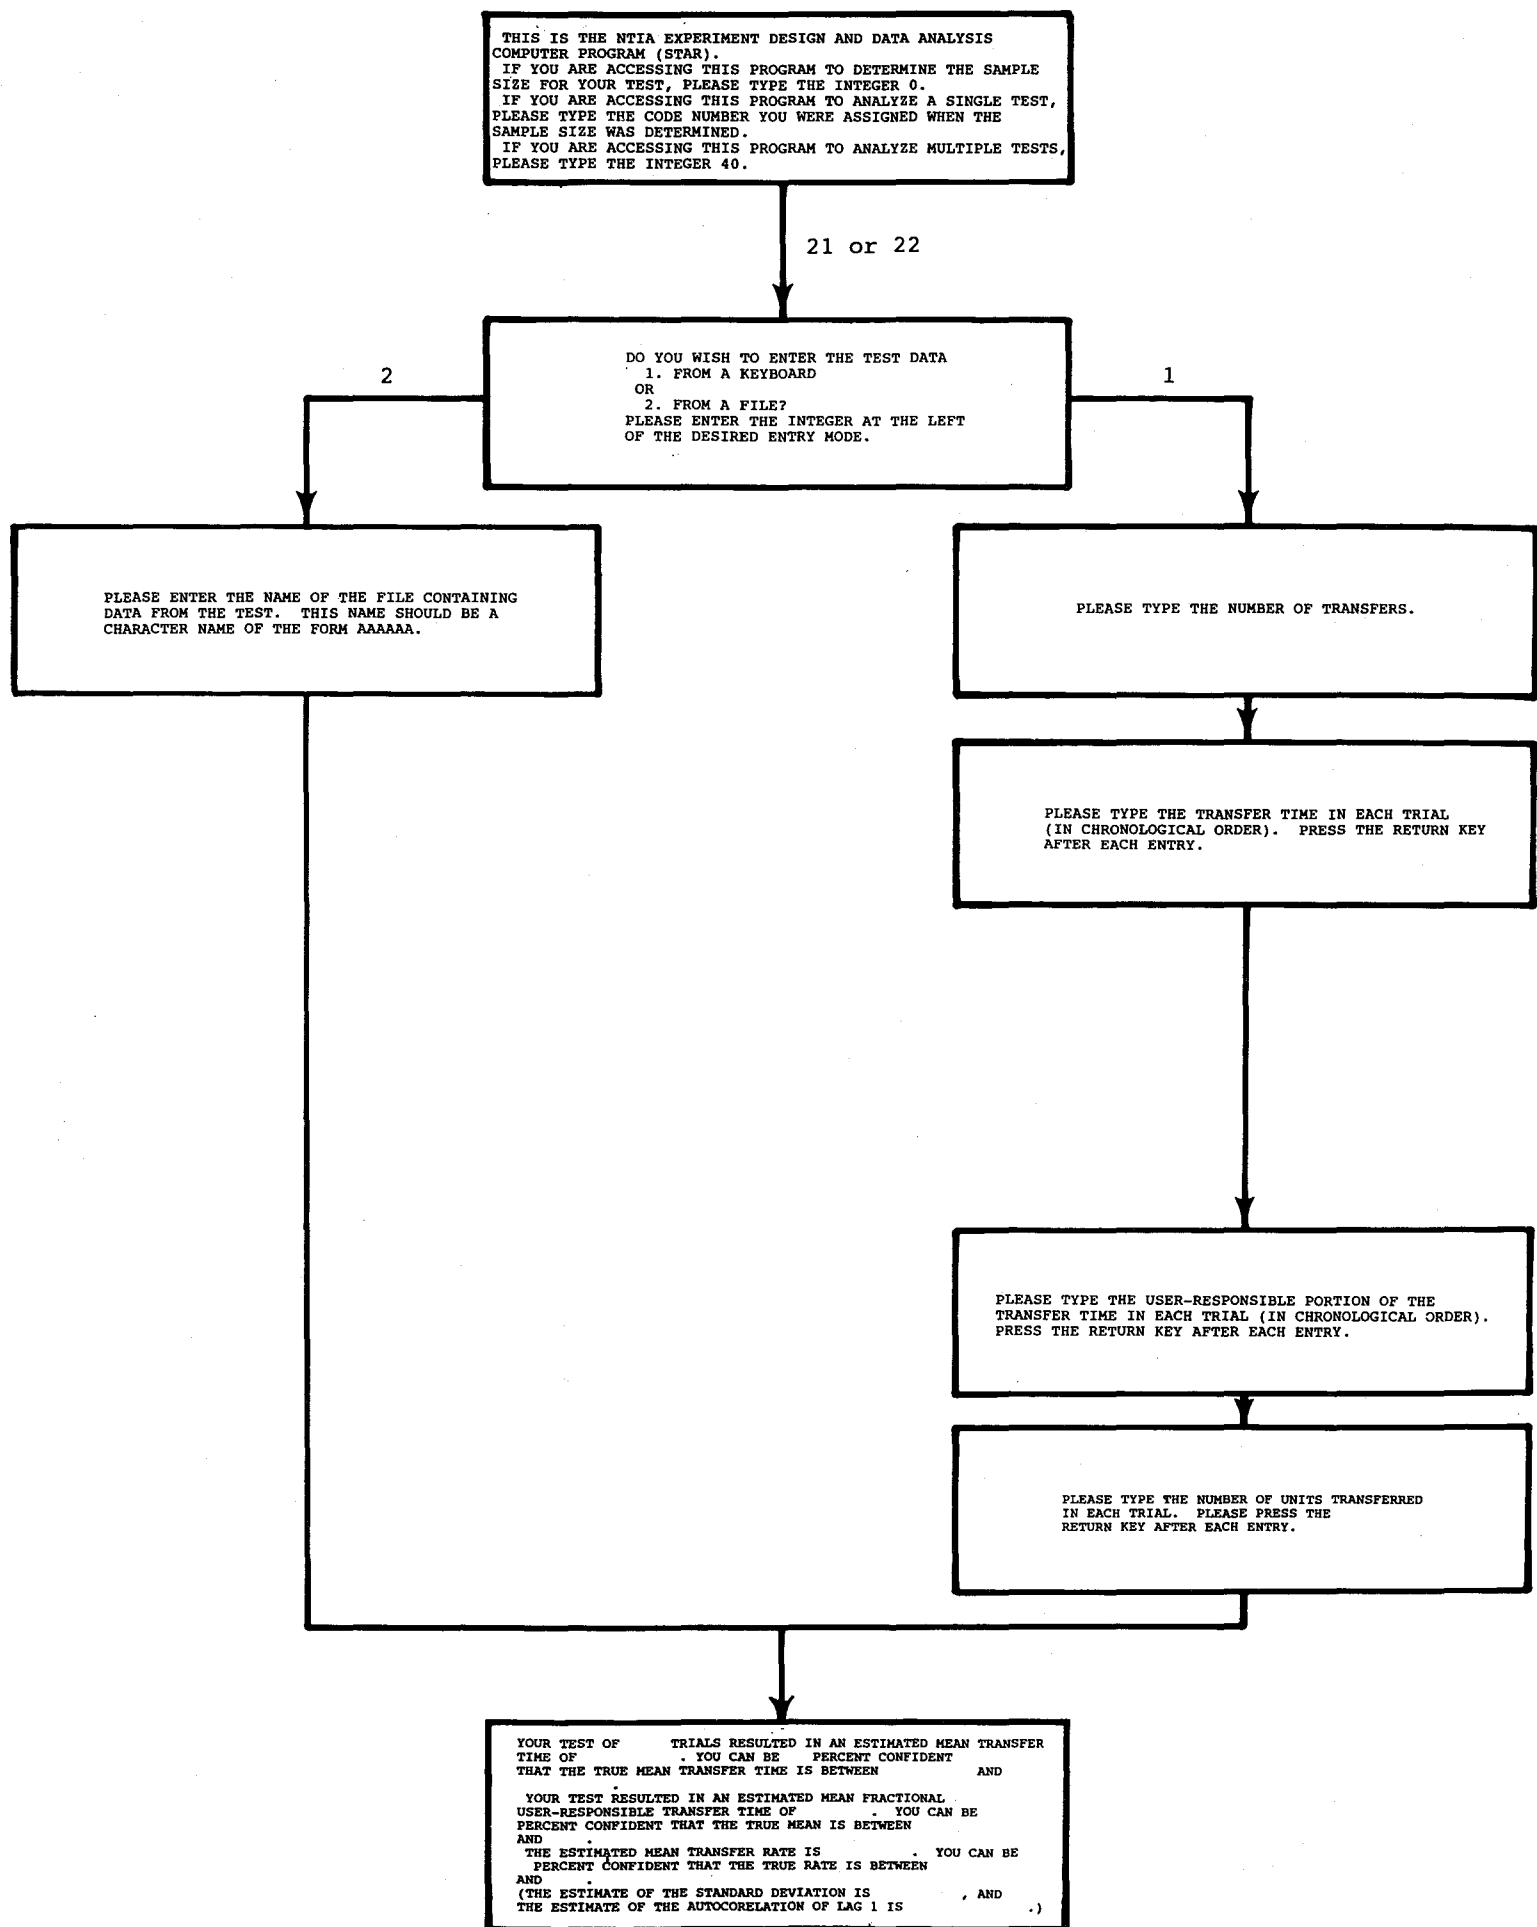 THIS IS THE NTIA EXPERIMENT DESIGN AND DATA ANALYSIS
COMPUTER PROGRAM (STAR).
IF YOU ARE ACCESSING THIS PROGRAM TO DETERMINE THE SAMPLE
SIZE FOR YOUR TEST, PLEASE TYPE THE INTEGER 0.
IF YOU ARE ACCESSING THIS PROGRAM TO ANALYZE A SINGLE TEST,
PLEASE TYPE THE CODE NUMBER YOU WERE ASSIGNED WHEN THE
SAMPLE SIZE WAS DETERMINED.
IF YOU ARE ACCESSING THIS PROGRAM TO ANALYZE MULTIPLE TESTS,
PLEASE TYPE THE INTEGER 40.
21 or 22
DO YOU WISH TO ENTER THE TEST DATA
1. FROM A KEYBOARD
OR
2. FROM A FILE?
PLEASE ENTER THE INTEGER AT THE LEFT
OF THE DESIRED ENTRY MODE.
2
1
PLEASE ENTER THE NAME OF THE FILE CONTAINING
DATA FROM THE TEST. THIS NAME SHOULD BE A
CHARACTER NAME OF THE FORM AAAAAA.
PLEASE TYPE THE NUMBER OF TRANSFERS.
PLEASE TYPE THE TRANSFER TIME IN EACH TRIAL
(IN CHRONOLOGICAL ORDER). PRESS THE RETURN KEY
AFTER EACH ENTRY.
PLEASE TYPE THE USER-RESPONSIBLE PORTION OF THE
TRANSFER TIME IN EACH TRIAL (IN CHRONOLOGICAL ORDER).
PRESS THE RETURN KEY AFTER EACH ENTRY.
PLEASE TYPE THE NUMBER OF UNITS TRANSFERRED
IN EACH TRIAL. PLEASE PRESS THE
RETURN KEY AFTER EACH ENTRY.
YOUR TEST OF TRIALS RESULTED IN AN ESTIMATED MEAN TRANSFER
TIME OF . YOU CAN BE PERCENT CONFIDENT
THAT THE TRUE MEAN TRANSFER TIME IS BETWEEN AND
.
YOUR TEST RESULTED IN AN ESTIMATED MEAN FRACTIONAL
USER-RESPONSIBLE TRANSFER TIME OF . YOU CAN BE
PERCENT CONFIDENT THAT THE TRUE MEAN IS BETWEEN
AND .
THE ESTIMATED MEAN TRANSFER RATE IS . YOU CAN BE
PERCENT CONFIDENT THAT THE TRUE RATE IS BETWEEN
AND .
(THE ESTIMATE OF THE STANDARD DEVIATION IS , AND
THE ESTIMATE OF THE AUTOCORELATION OF LAG 1 IS .)